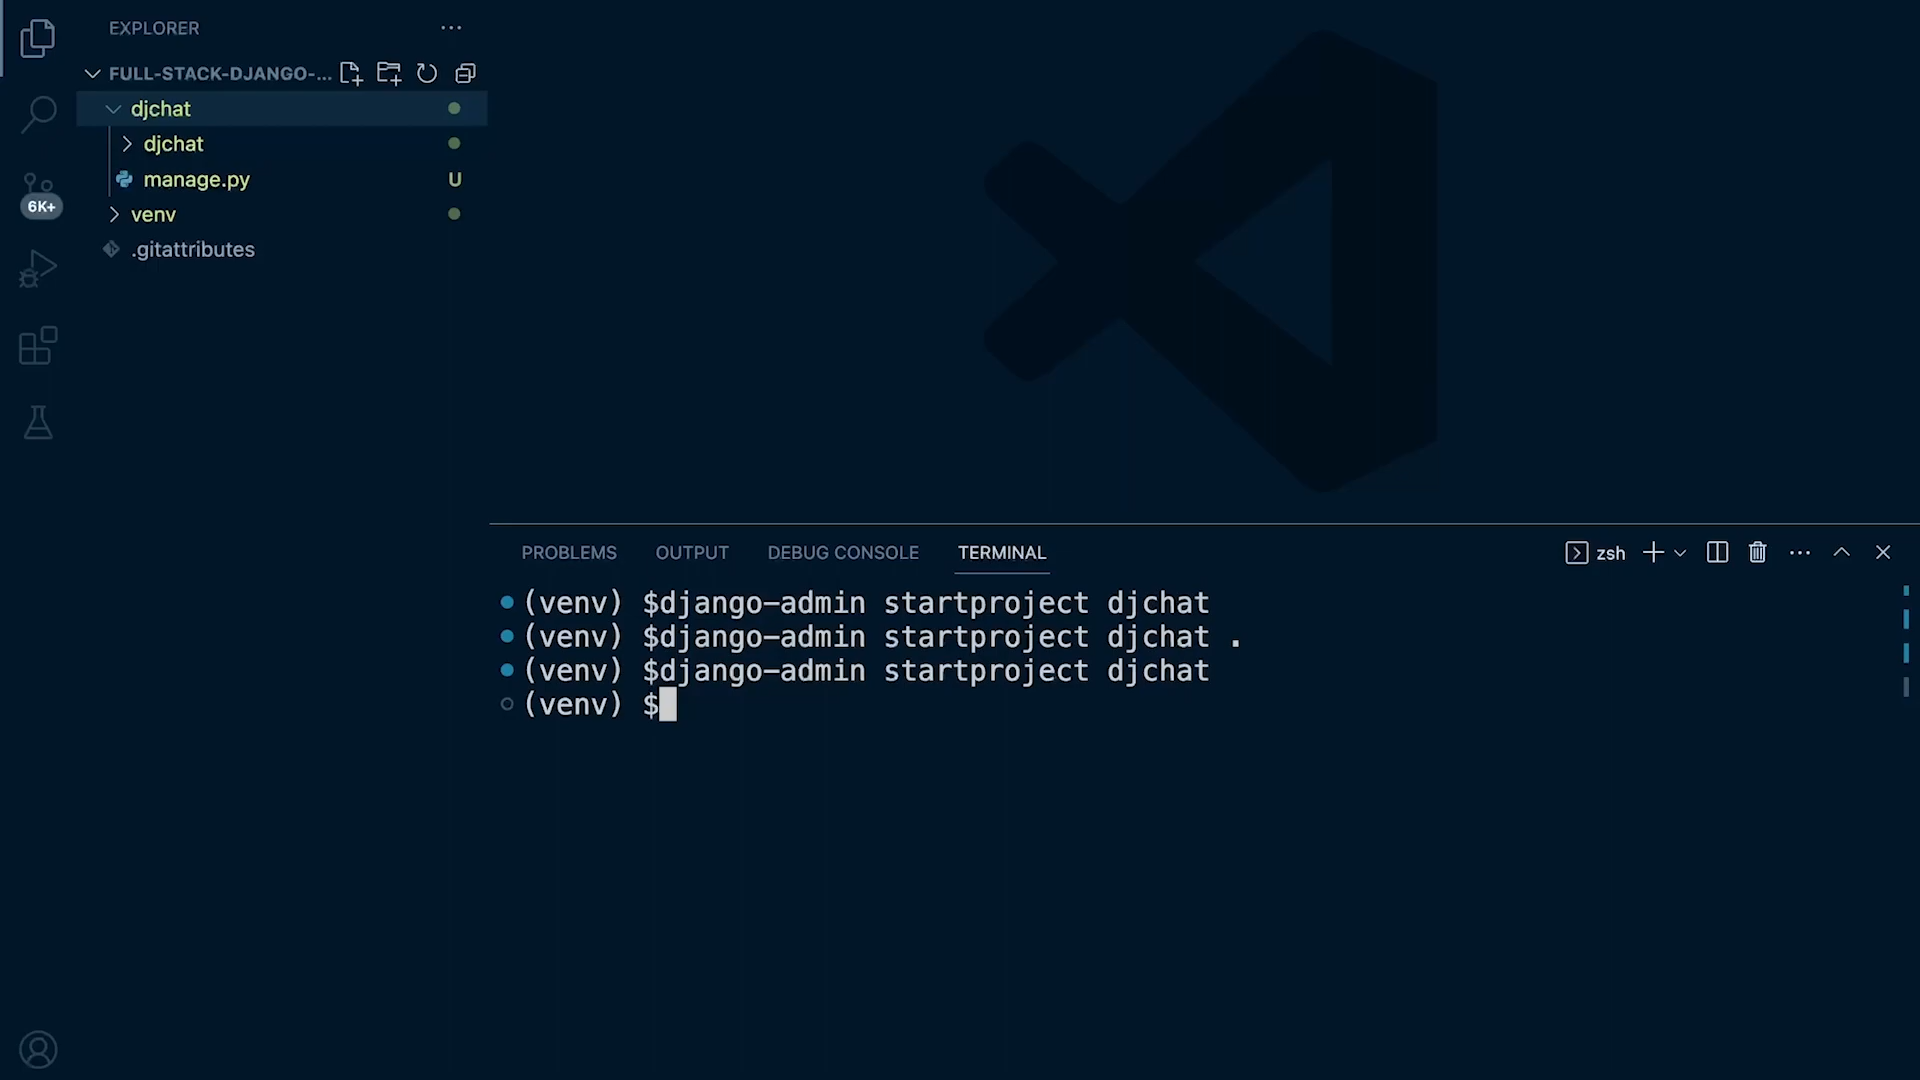 EXPLORER
FULL-STACK-DJANGO-...
djchat
djchat
manage.py U
venv
.gitattributes
6K+
PROBLEMS OUTPUT DEBUG CONSOLE TERMINAL zsh
(venv) $django-admin startproject djchat
(venv) $django-admin startproject djchat .
(venv) $django-admin startproject djchat
(venv) $